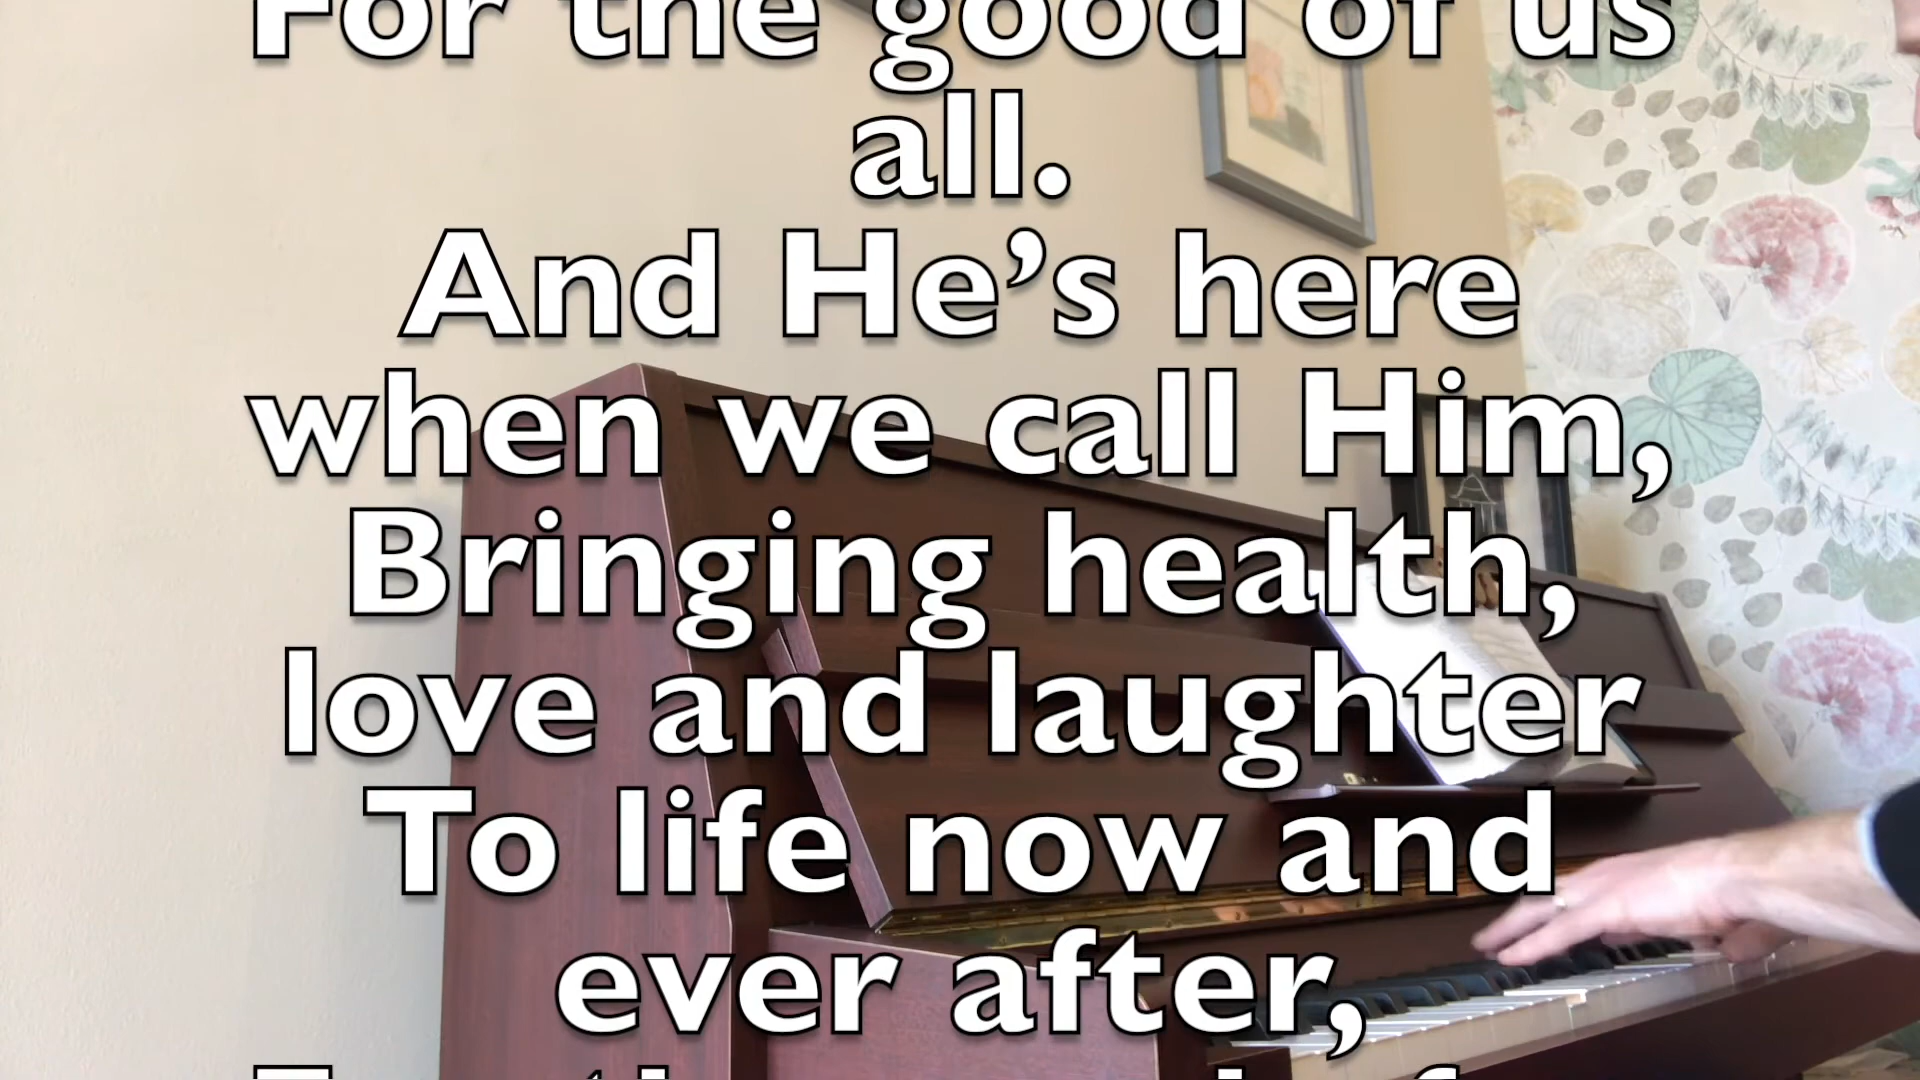 For the good of us
all.
And He’s here
when we call Him,
Bringing health,
love and laughter
To life now and
ever after,